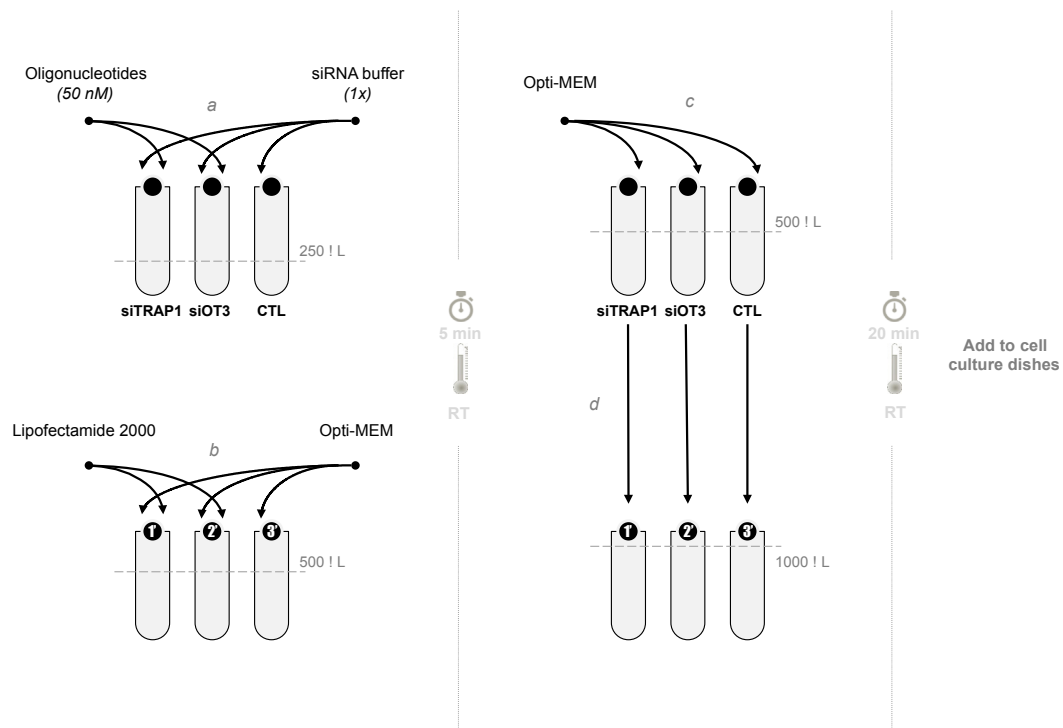 Oligonucleotides
(50 nM)
siRNA buffer
(1x)
a
250 ! L
siTRAP1 siOT3 CTL
Lipofectamide 2000
Opti-MEM
b
1' 2' 3'
500 ! L
5 min
RT
Opti-MEM
c
500 ! L
siTRAP1 siOT3 CTL
d
1' 2' 3'
1000 ! L
20 min
RT
Add to cell
culture dishes